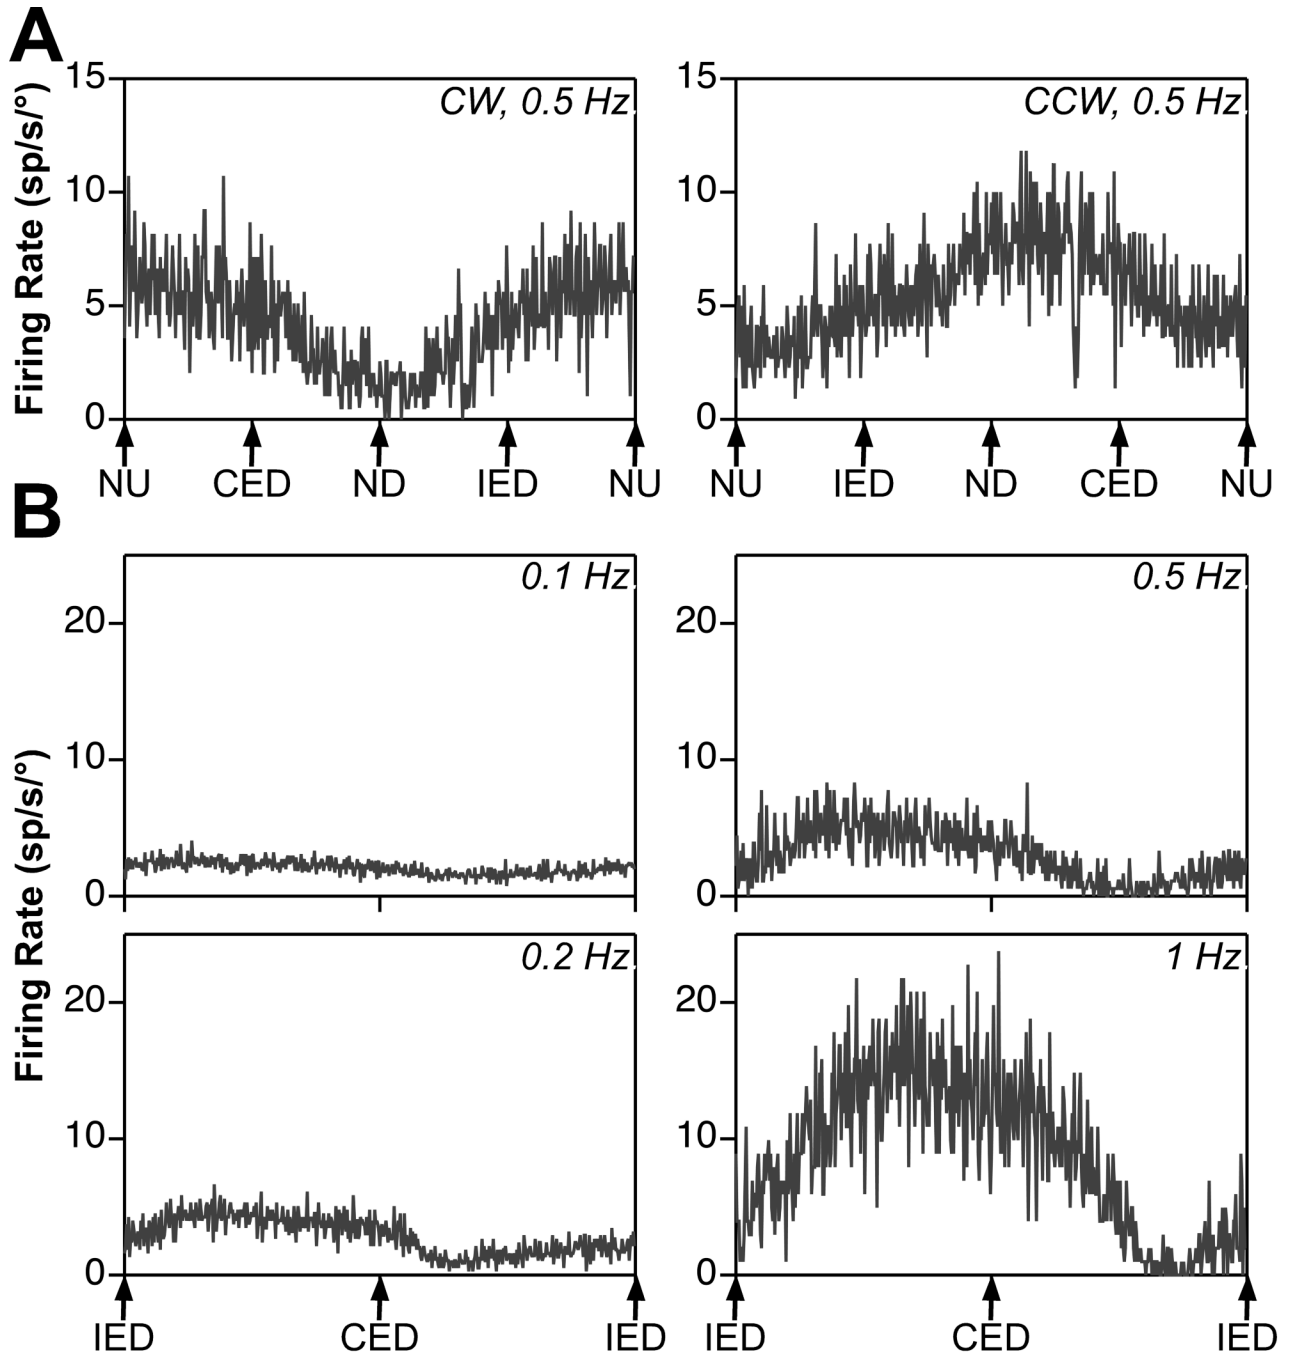 A
Firing Rate (sp/s/°)
CW, 0.5 Hz
15
10
5
0
NU CED ND IED NU
CCW, 0.5 Hz
15
10
5
0
NU IED ND CED NU
B
Firing Rate (sp/s/°)
0.1 Hz
20
10
0
0.5 Hz
20
10
0
0.2 Hz
20
10
0
IED CED IED
1 Hz
20
10
0
IED CED IED